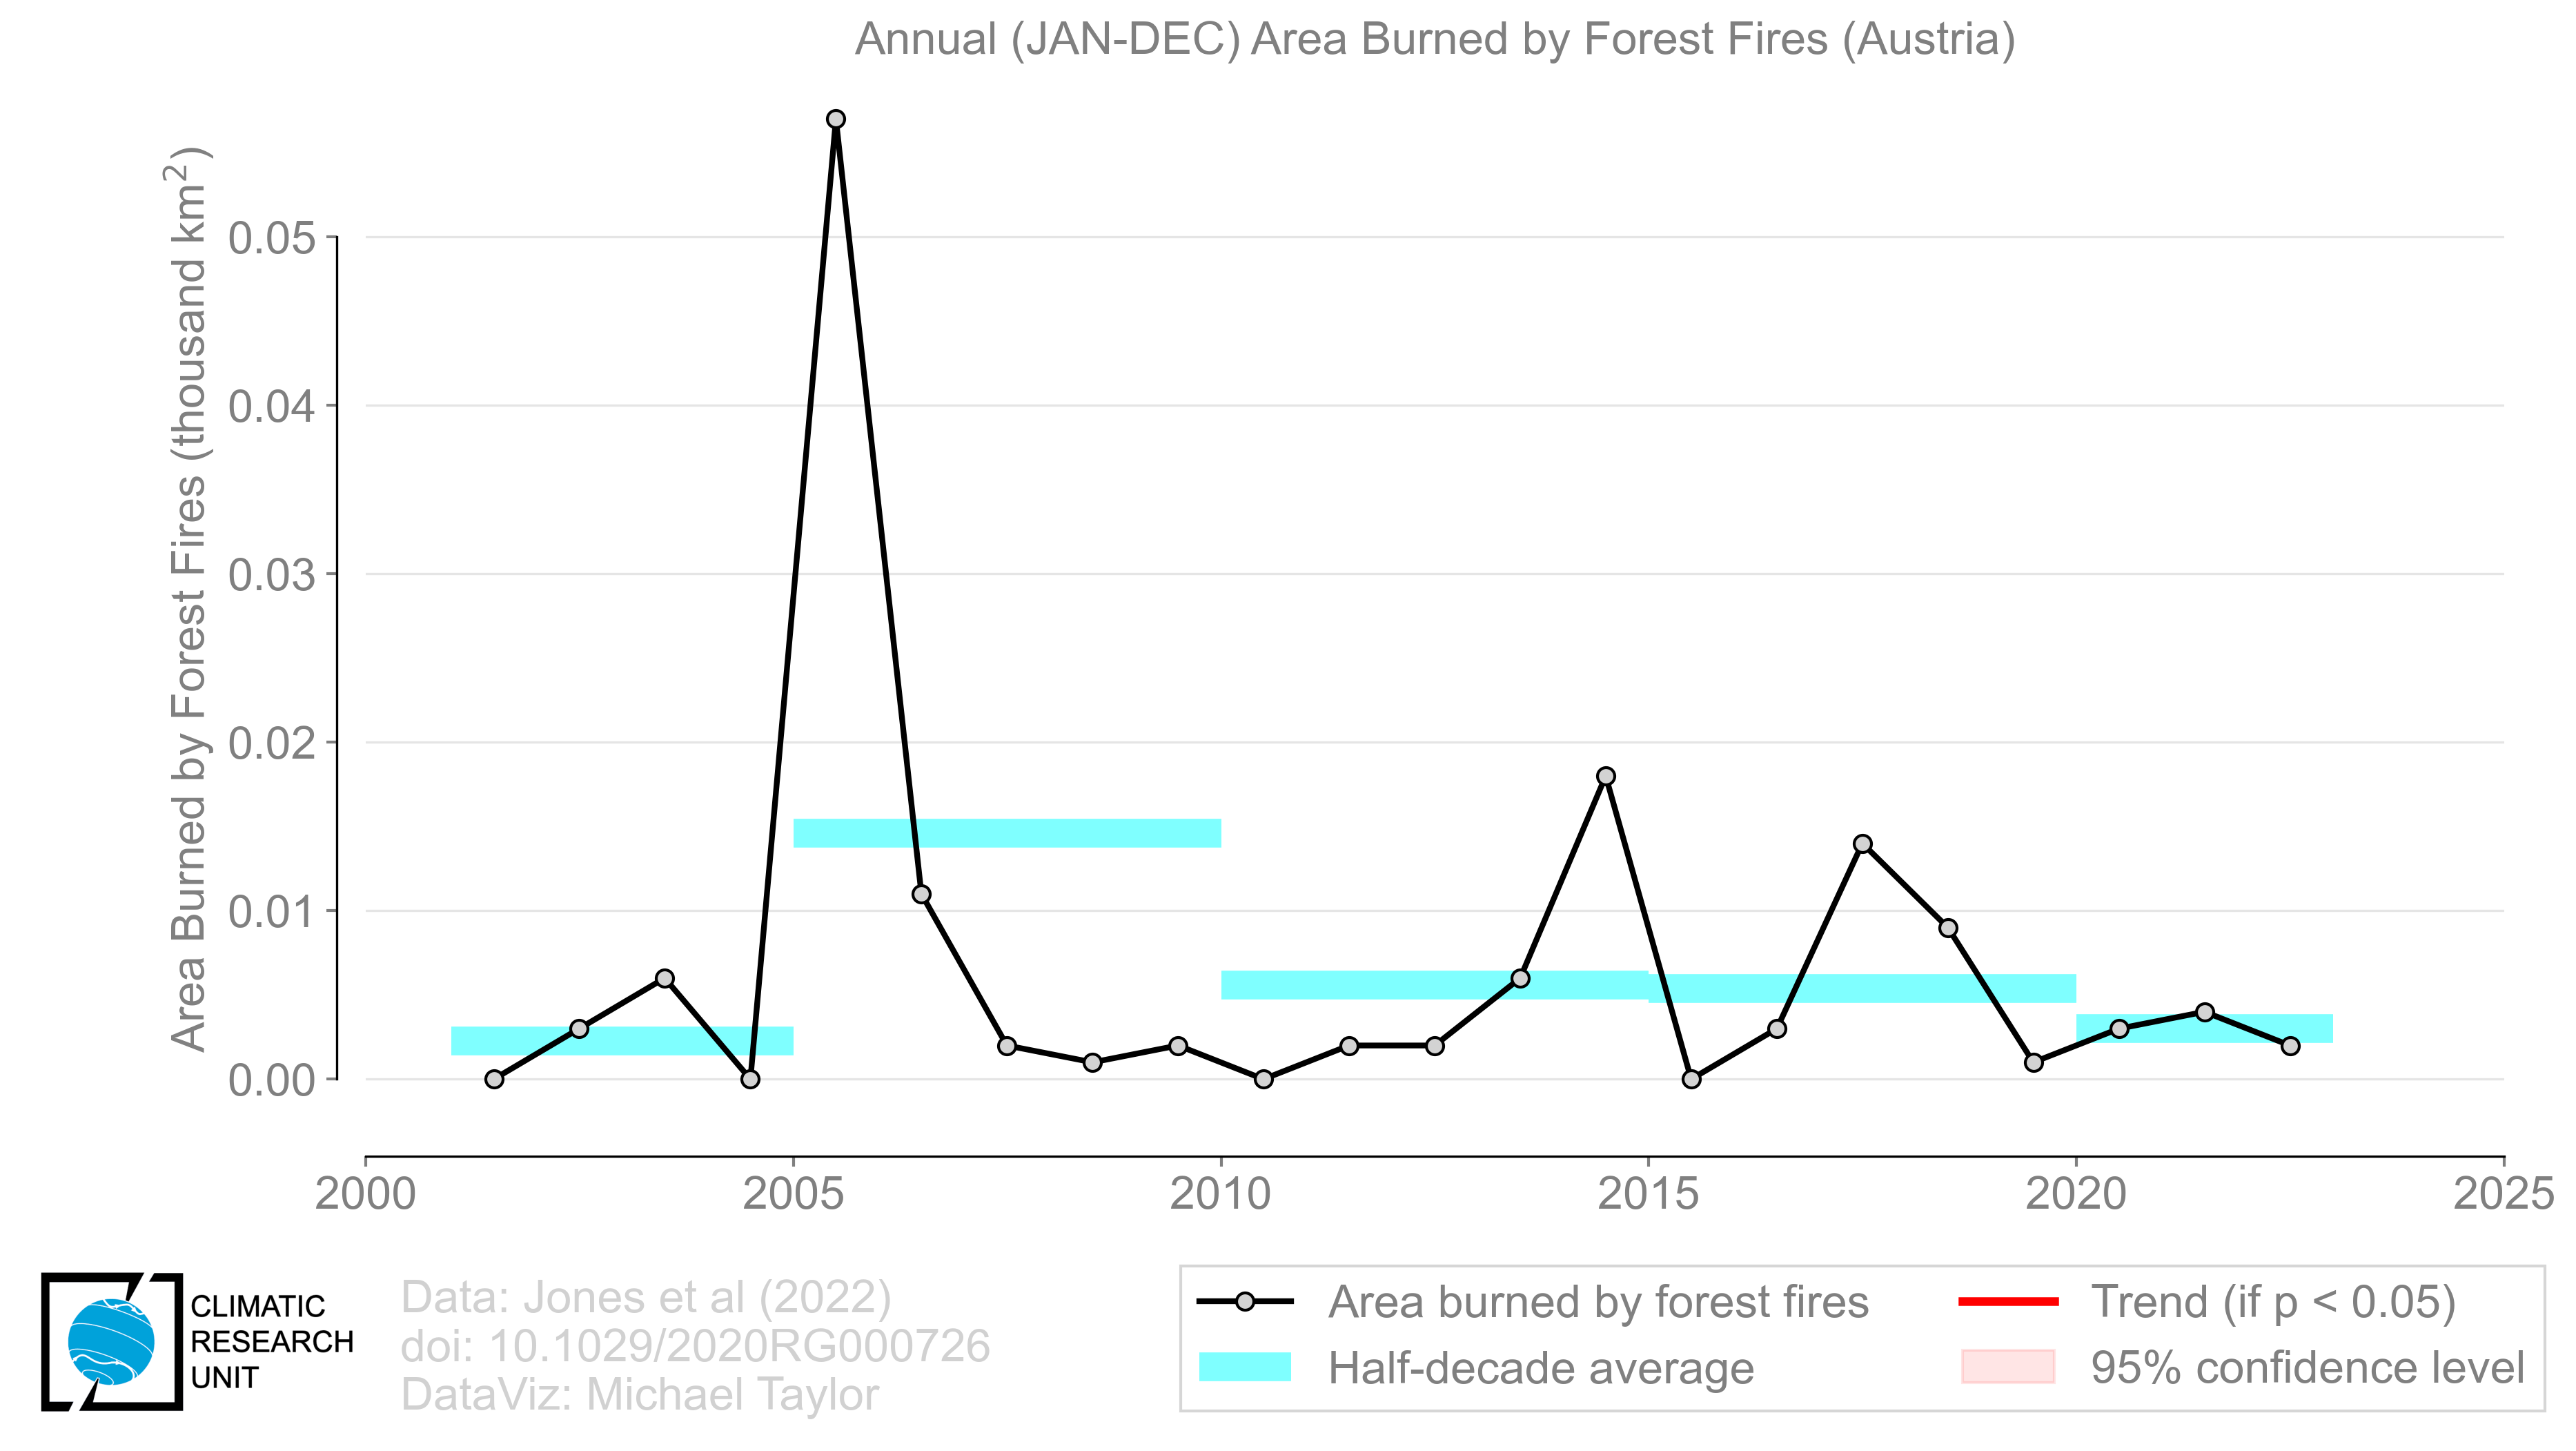 Annual (JAN-DEC) Area Burned by Forest Fires (Austria)
Area Burned by Forest Fires (thousand km²)
0.05
0.04
0.03
0.02
0.01
0.00
2000
2005
2010
2015
2020
2025
CLIMATIC
RESEARCH
UNIT
Data: Jones et al (2022)
doi: 10.1029/2020RG000726
DataViz: Michael Taylor
Area burned by forest fires
Half-decade average
Trend (if p < 0.05)
95% confidence level